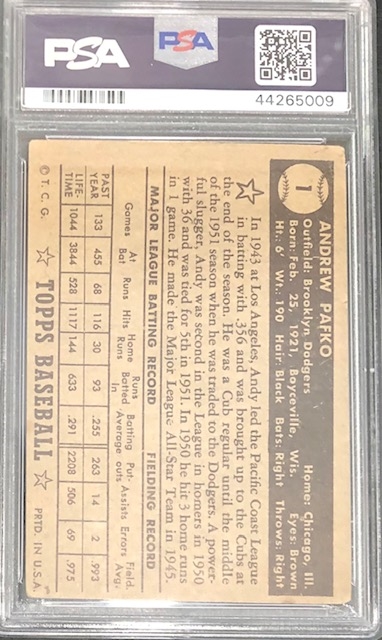 PSA
PSA
44265009
1
ANDREW PAFKO
Outfield: Brooklyn Dodgers Home: Chicago, Ill.
Born: Feb. 25, 1921, Boyceville, Wis. Eyes: Brown
Ht.: 6' Wt.: 190 Hair: Black Bats: Right Throws: Right
In 1943 at Los Angeles, Andy led the Pacific Coast League
in batting with .356 and was brought up to the Cubs at
the end of the season. He was a Cub regular until the middle
of the 1951 season when he was traded to the Dodgers. A power-
ful slugger, Andy was second in the League in homers in 1950
with 36 and was tied for 5th in 1951. In 1950 he hit 3 home runs
in 1 game. He made the Major League All-Star Team in 1945.
MAJOR LEAGUE BATTING RECORD FIELDING RECORD
Games At Bat Runs Hits Home Runs Runs Batted In Batting Average Put-outs Assists Errors Field. Avg.
PAST YEAR 133 455 68 116 30 93 .255 263 14 2 .993
LIFE-TIME 1044 3844 528 1117 144 633 .291 2208 506 69 .975
© T. C. G. ☆ TOPPS BASEBALL ☆ PRTD. IN U.S.A.